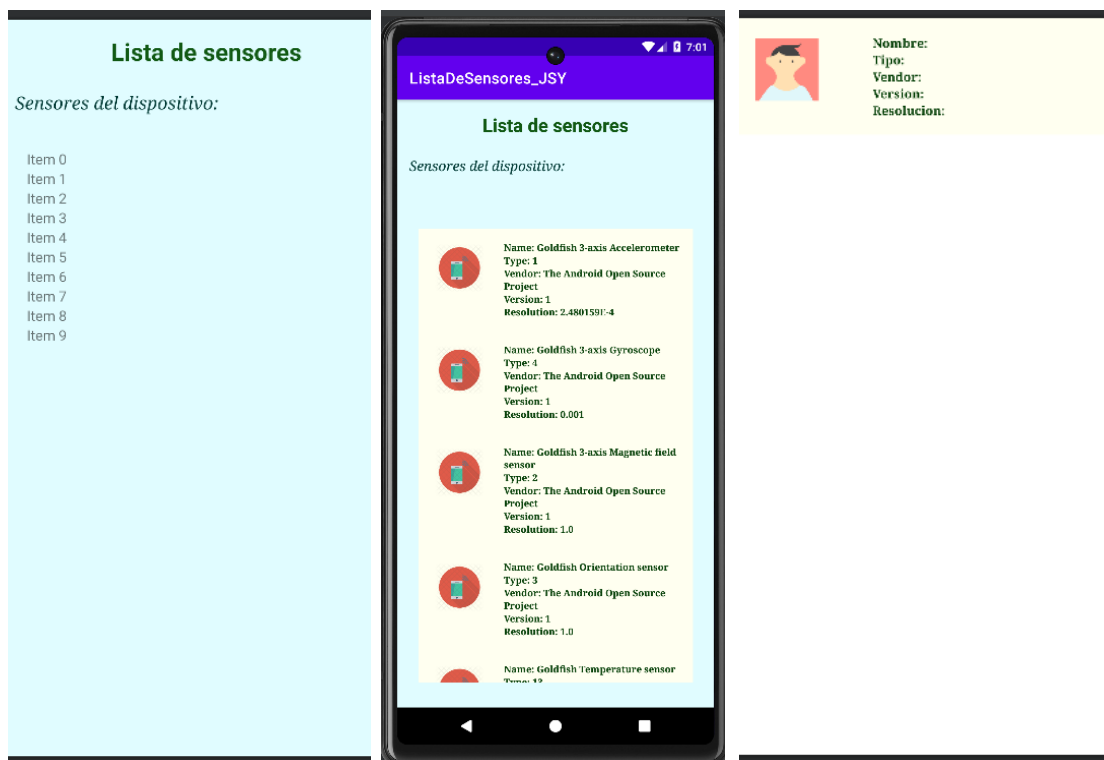 Lista de sensores
Sensores del dispositivo:
Item 0
Item 1
Item 2
Item 3
Item 4
Item 5
Item 6
Item 7
Item 8
Item 9
7:01
ListaDeSensores_JSY
Lista de sensores
Sensores del dispositivo:
Name: Goldfish 3-axis Accelerometer
Type: 1
Vendor: The Android Open Source
Project
Version: 1
Resolution: 2.480159E-4
Name: Goldfish 3-axis Gyroscope
Type: 4
Vendor: The Android Open Source
Project
Version: 1
Resolution: 0.001
Name: Goldfish 3-axis Magnetic field
sensor
Type: 2
Vendor: The Android Open Source
Project
Version: 1
Resolution: 1.0
Name: Goldfish Orientation sensor
Type: 3
Vendor: The Android Open Source
Project
Version: 1
Resolution: 1.0
Name: Goldfish Temperature sensor
Type: 13
Nombre:
Tipo:
Vendor:
Version:
Resolucion: